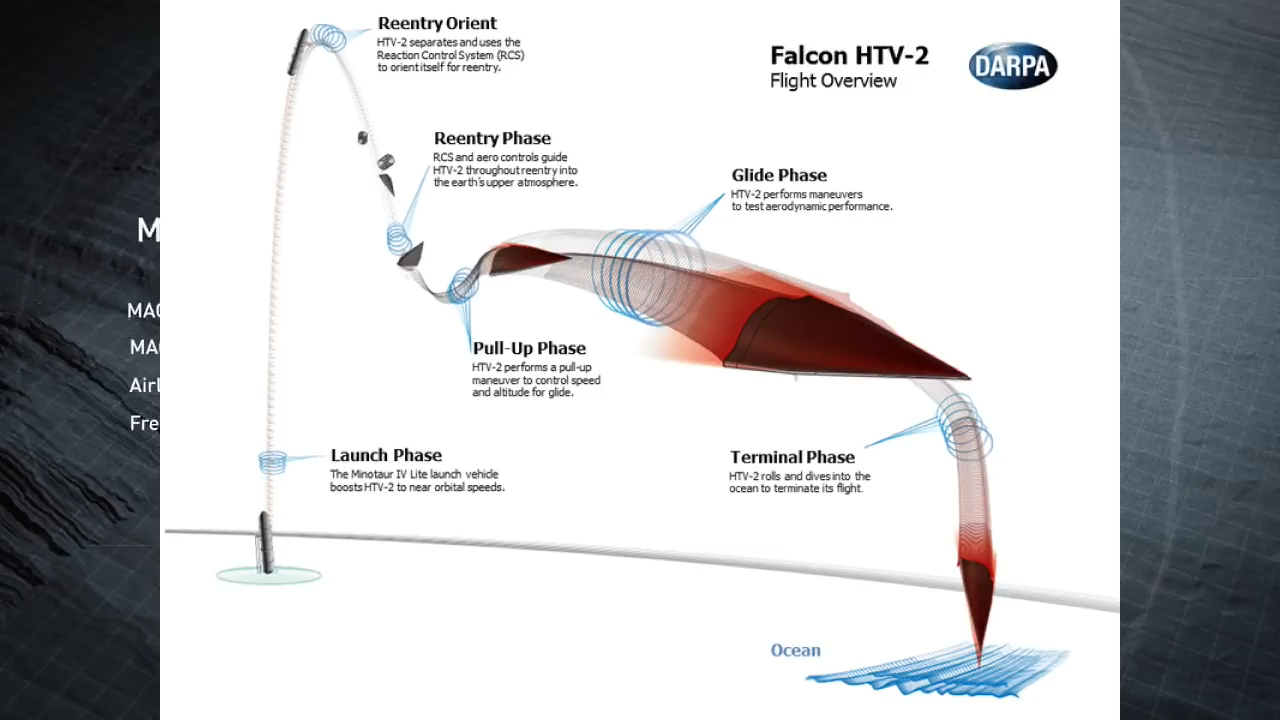 Reentry Orient
HTV-2 separates and uses the
Reaction Control System (RCS)
to orient itself for reentry.
Falcon HTV-2
Flight Overview
DARPA
Reentry Phase
RCS and aero controls guide
HTV-2 throughout reentry into
the earth's upper atmosphere.
Glide Phase
HTV-2 performs maneuvers
to test aerodynamic performance.
Pull-Up Phase
HTV-2 performs a pull-up
maneuver to control speed
and altitude for glide.
Launch Phase
The Minotaur IV Lite launch vehicle
boosts HTV-2 to near orbital speeds.
Terminal Phase
HTV-2 rolls and dives into the
ocean to terminate its flight.
Ocean